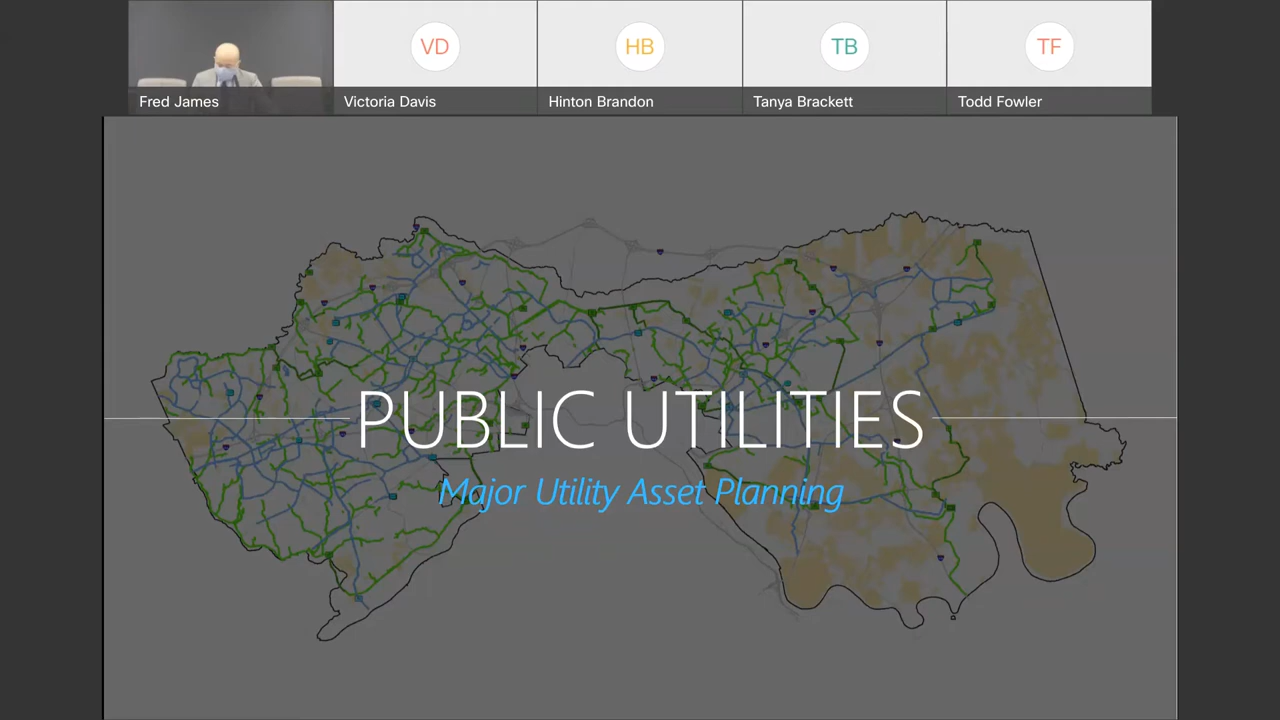 VD
HB
TB
TF
Fred James
Victoria Davis
Hinton Brandon
Tanya Brackett
Todd Fowler
PUBLIC UTILITIES
Major Utility Asset Planning